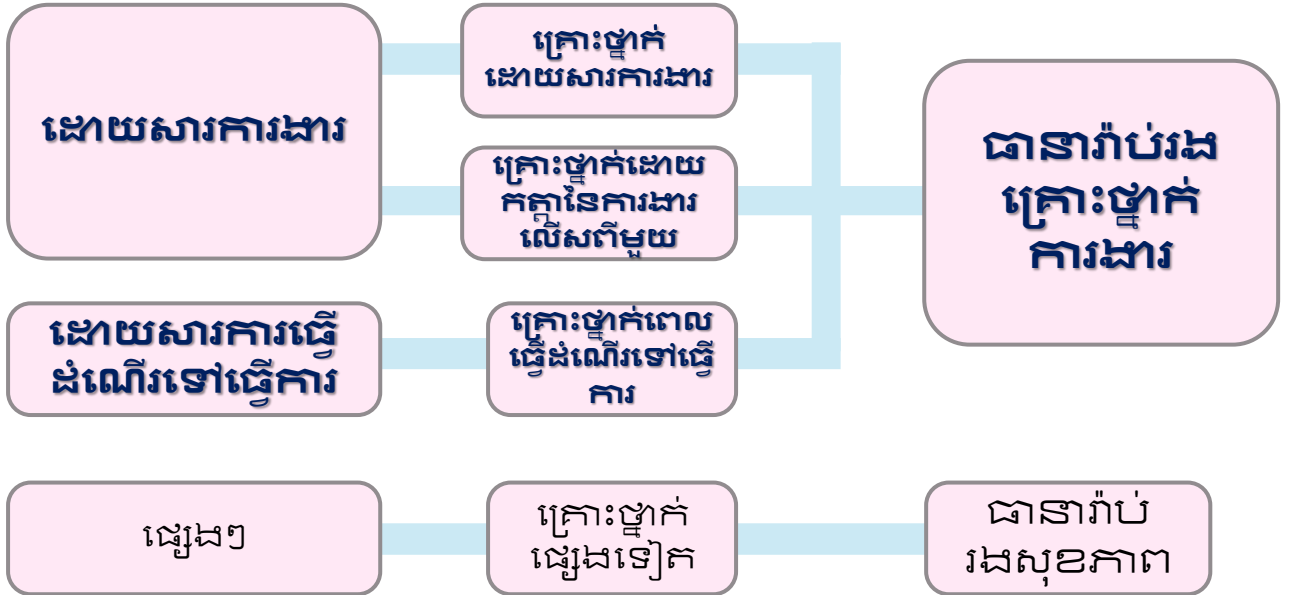 ដោយសារការងារ
គ្រោះថ្នាក់
ដោយសារការងារ
គ្រោះថ្នាក់ដោយ
កត្តានៃការងារ
លើសពីមួយ
ធានារ៉ាប់រង
គ្រោះថ្នាក់
ការងារ
ដោយសារការធ្វើ
ដំណើរទៅធ្វើការ
គ្រោះថ្នាក់ពេល
ធ្វើដំណើរទៅធ្វើ
ការ
ផ្សេងៗ
គ្រោះថ្នាក់
ផ្សេងទៀត
ធានារ៉ាប់
រងសុខភាព